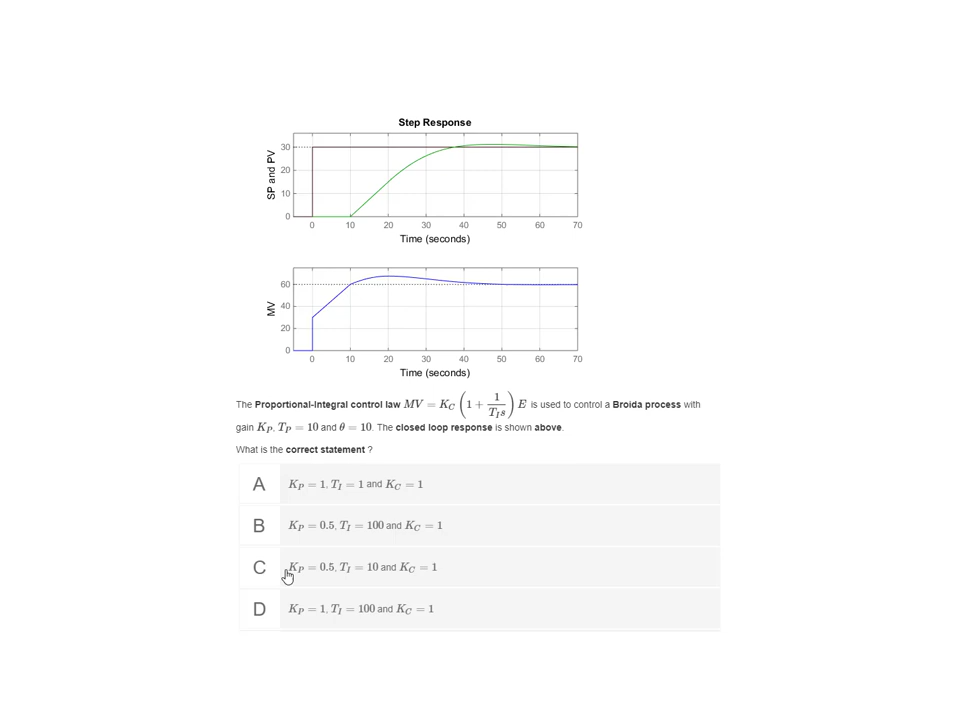 Step Response
30
20
10
0
SP and PV
0 10 20 30 40 50 60 70
Time (seconds)
60
40
20
0
MV
0 10 20 30 40 50 60 70
Time (seconds)
The Proportional-Integral control law MV = K_C (1 + 1/(T_I s)) E is used to control a Broida process with
gain K_P, T_P = 10 and θ = 10. The closed loop response is shown above.
What is the correct statement ?
A K_P = 1, T_I = 1 and K_C = 1
B K_P = 0.5, T_I = 100 and K_C = 1
C K_P = 0.5, T_I = 10 and K_C = 1
D K_P = 1, T_I = 100 and K_C = 1